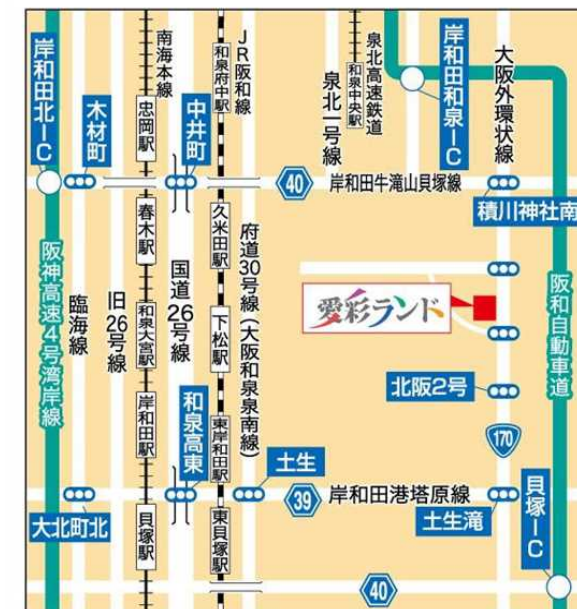 岸和田北IC
木材町
忠岡駅
南海本線
中井町
和泉府中駅
JR阪和線
泉北一号線
和泉中央駅
泉北高速鉄道
岸和田和泉IC
大阪外環状線
40
岸和田牛滝山貝塚線
積川神社南
阪神高速4号湾岸線
臨海線
旧26号線
春木駅
和泉大宮駅
岸和田駅
貝塚駅
国道26号線
和泉高東
久米田駅
下松駅
東岸和田駅
東貝塚駅
府道30号線(大阪和泉泉南線)
愛彩ランド
阪和自動車道
北阪2号
170
土生
39
岸和田港塔原線
土生滝
貝塚IC
大北町北
40